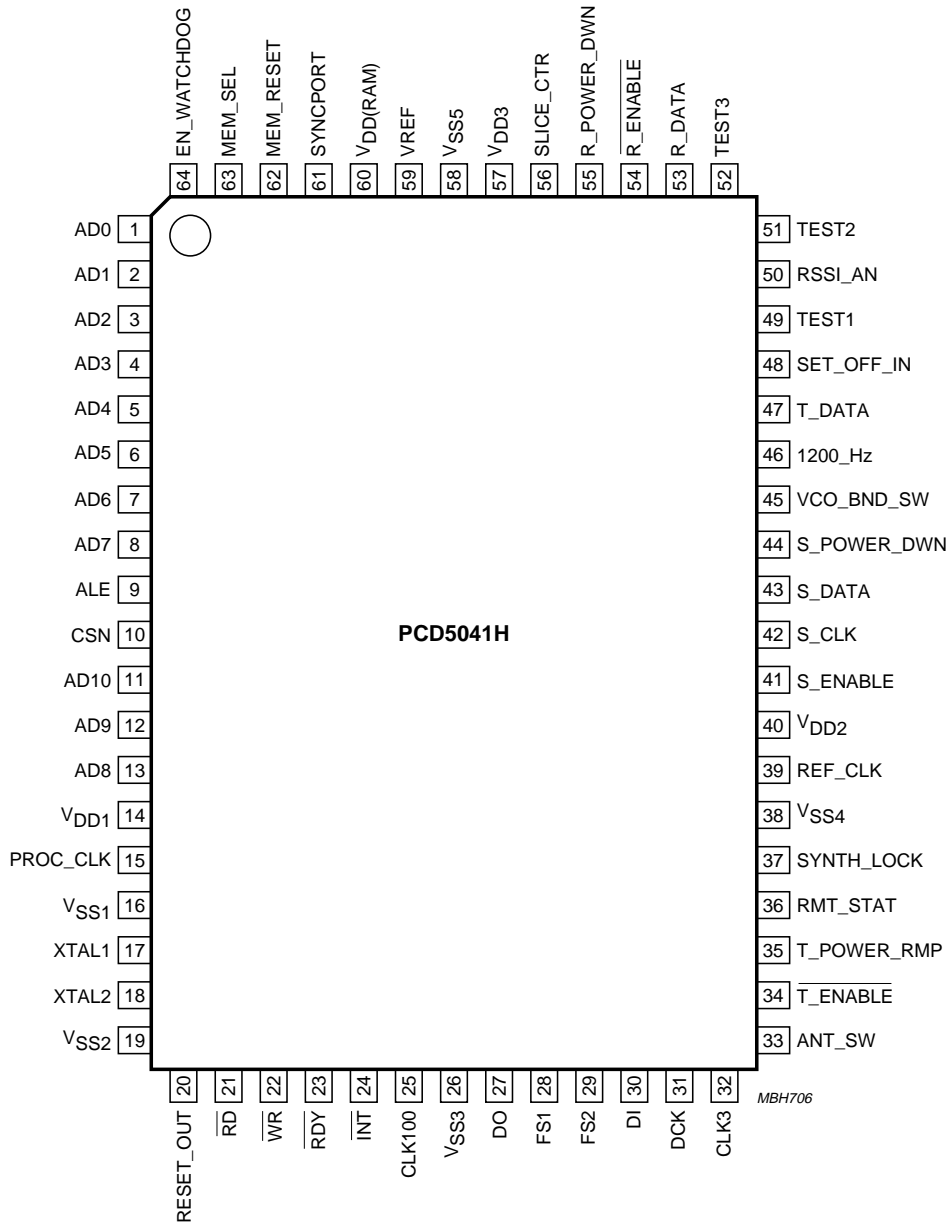 EN_WATCHDOG
MEM_SEL
MEM_RESET
SYNCPORT
VDD(RAM)
VREF
VSS5
VDD3
SLICE_CTR
R_POWER_DWN
R_ENABLE
R_DATA
TEST3
64 63 62 61 60 59 58 57 56 55 54 53 52
AD0 1
AD1 2
AD2 3
AD3 4
AD4 5
AD5 6
AD6 7
AD7 8
ALE 9
CSN 10
AD10 11
AD9 12
AD8 13
VDD1 14
PROC_CLK 15
VSS1 16
XTAL1 17
XTAL2 18
VSS2 19
PCD5041H
51 TEST2
50 RSSI_AN
49 TEST1
48 SET_OFF_IN
47 T_DATA
46 1200_Hz
45 VCO_BND_SW
44 S_POWER_DWN
43 S_DATA
42 S_CLK
41 S_ENABLE
40 VDD2
39 REF_CLK
38 VSS4
37 SYNTH_LOCK
36 RMT_STAT
35 T_POWER_RMP
34 T_ENABLE
33 ANT_SW
20 21 22 23 24 25 26 27 28 29 30 31 32
RESET_OUT
RD
WR
RDY
INT
CLK100
VSS3
DO
FS1
FS2
DI
DCK
CLK3
MBH706